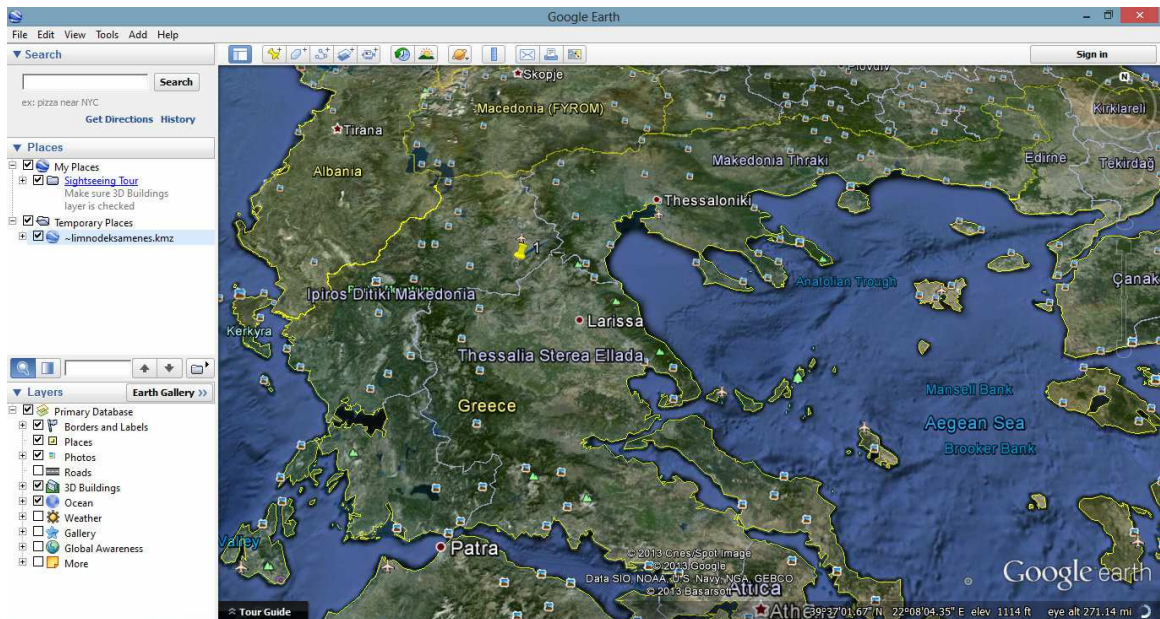 Google Earth
File Edit View Tools Add Help
Search
Sign in
Search
ex: pizza near NYC
Get Directions History
Places
My Places
Sightseeing Tour
Make sure 3D Buildings
layer is checked
Temporary Places
~limnodeksamenes.kmz
Layers
Earth Gallery >>
Primary Database
Borders and Labels
Places
Photos
Roads
3D Buildings
Ocean
Weather
Gallery
Global Awareness
More
Skopje
N
Macedonia (FYROM)
Kirklareli
Tirana
Albania
Makedonia Thraki
Edirne
Tekirdağ
Thessaloniki
1
Anatolian Trough
Çanak
Ipiros Ditiki Makedonia
Kerkyra
Larissa
Thessalia Sterea Ellada
Mansell Bank
Greece
Aegean Sea
Brooker Bank
Valley
Patra
© 2013 Cnes/Spot Image
© 2013 Google
Data SIO, NOAA, U.S. Navy, NGA, GEBCO
© 2013 Basarsoft
Attica
Google earth
Tour Guide
39°37'01.67" N 22°08'04.35" E elev 1114 ft eye alt 271.14 mi